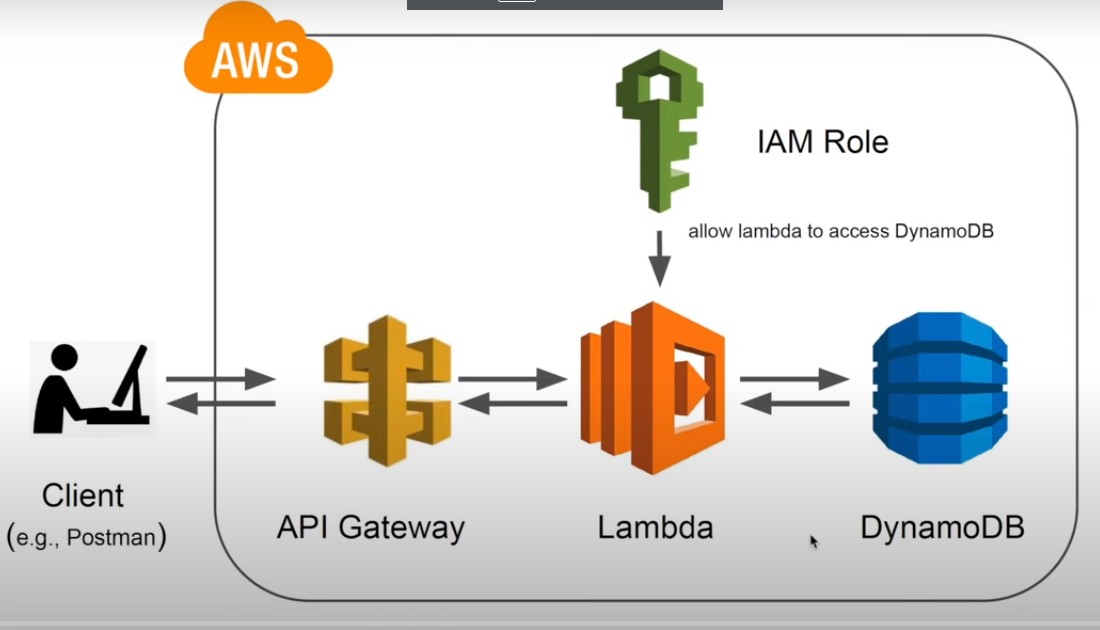 AWS
IAM Role
allow lambda to access DynamoDB
Client
(e.g., Postman)
API Gateway
Lambda
DynamoDB